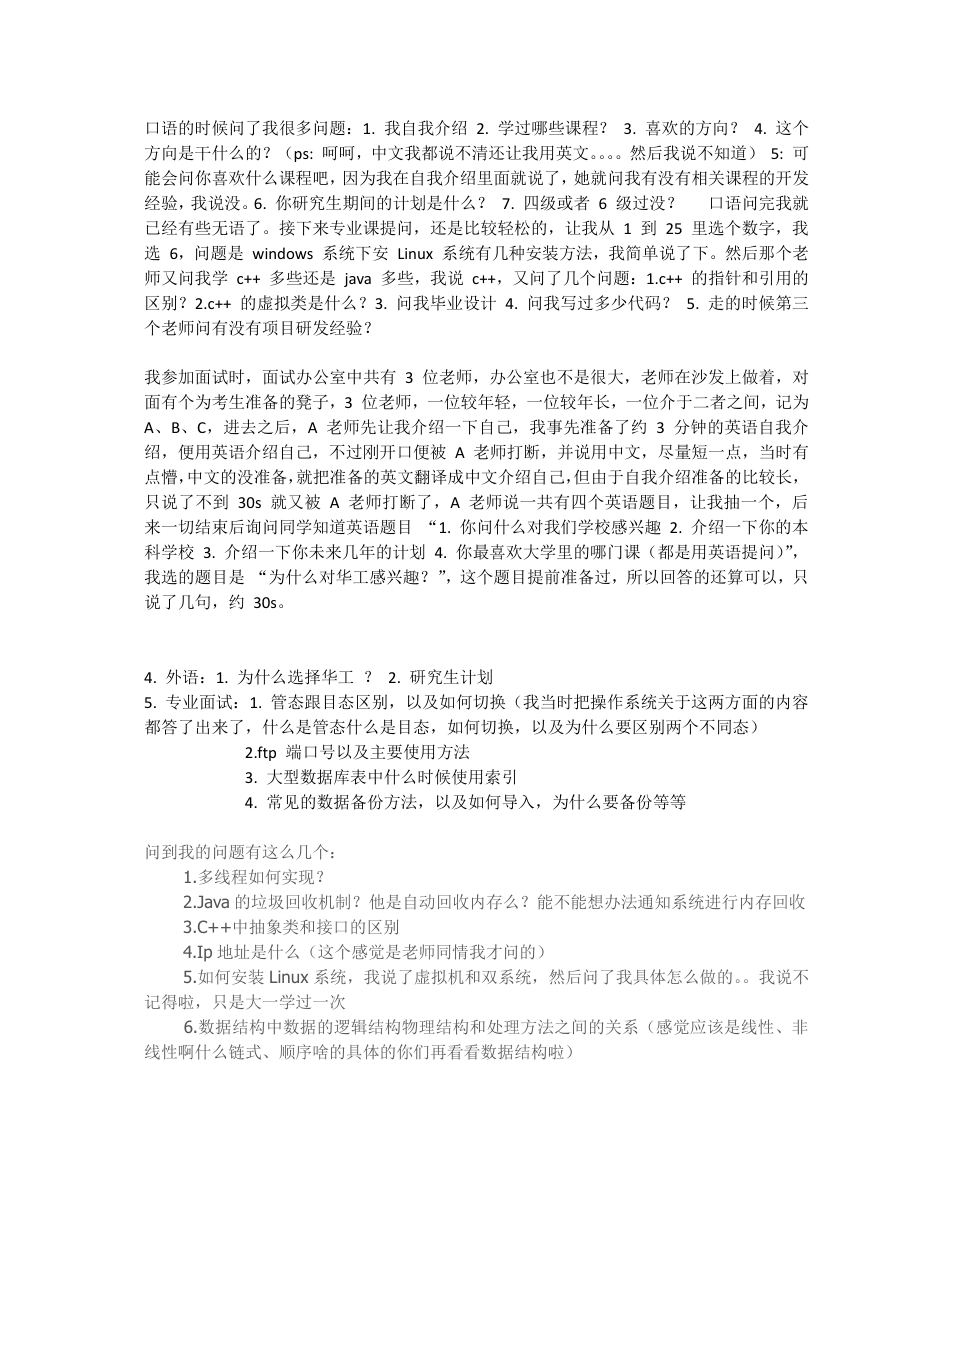 口语的时候问了我很多问题：1. 我自我介绍 2. 学过哪些课程？ 3. 喜欢的方向？ 4. 这个
方向是干什么的？（ps: 呵呵，中文我都说不清还让我用英文。。。。然后我说不知道） 5: 可
能会问你喜欢什么课程吧，因为我在自我介绍里面就说了，她就问我有没有相关课程的开发
经验，我说没。6. 你研究生期间的计划是什么？ 7. 四级或者 6 级过没？ 口语问完我就
已经有些无语了。接下来专业课提问，还是比较轻松的，让我从 1 到 25 里选个数字，我
选 6，问题是 windows 系统下安 Linux 系统有几种安装方法，我简单说了下。然后那个老
师又问我学 c++ 多些还是 java 多些，我说 c++，又问了几个问题：1.c++ 的指针和引用的
区别？2.c++ 的虚拟类是什么？3. 问我毕业设计 4. 问我写过多少代码？ 5. 走的时候第三
个老师问有没有项目研发经验？
我参加面试时，面试办公室中共有 3 位老师，办公室也不是很大，老师在沙发上做着，对
面有个为考生准备的凳子，3 位老师，一位较年轻，一位较年长，一位介于二者之间，记为
A、B、C，进去之后，A 老师先让我介绍一下自己，我事先准备了约 3 分钟的英语自我介
绍，便用英语介绍自己，不过刚开口便被 A 老师打断，并说用中文，尽量短一点，当时有
点懵，中文的没准备，就把准备的英文翻译成中文介绍自己，但由于自我介绍准备的比较长，
只说了不到 30s 就又被 A 老师打断了，A 老师说一共有四个英语题目，让我抽一个，后
来一切结束后询问同学知道英语题目 “1. 你问什么对我们学校感兴趣 2. 介绍一下你的本
科学校 3. 介绍一下你未来几年的计划 4. 你最喜欢大学里的哪门课（都是用英语提问）”，
我选的题目是 “为什么对华工感兴趣？”，这个题目提前准备过，所以回答的还算可以，只
说了几句，约 30s。
4. 外语：1. 为什么选择华工 ？ 2. 研究生计划
5. 专业面试：1. 管态跟目态区别，以及如何切换（我当时把操作系统关于这两方面的内容
都答了出来了，什么是管态什么是目态，如何切换，以及为什么要区别两个不同态）
2.ftp 端口号以及主要使用方法
3. 大型数据库表中什么时候使用索引
4. 常见的数据备份方法，以及如何导入，为什么要备份等等
问到我的问题有这么几个：
1.多线程如何实现？
2.Java 的垃圾回收机制？他是自动回收内存么？能不能想办法通知系统进行内存回收
3.C++中抽象类和接口的区别
4.Ip 地址是什么（这个感觉是老师同情我才问的）
5.如何安装 Linux 系统，我说了虚拟机和双系统，然后问了我具体怎么做的。。我说不
记得啦，只是大一学过一次
6.数据结构中数据的逻辑结构物理结构和处理方法之间的关系（感觉应该是线性、非
线性啊什么链式、顺序啥的具体的你们再看看数据结构啦）